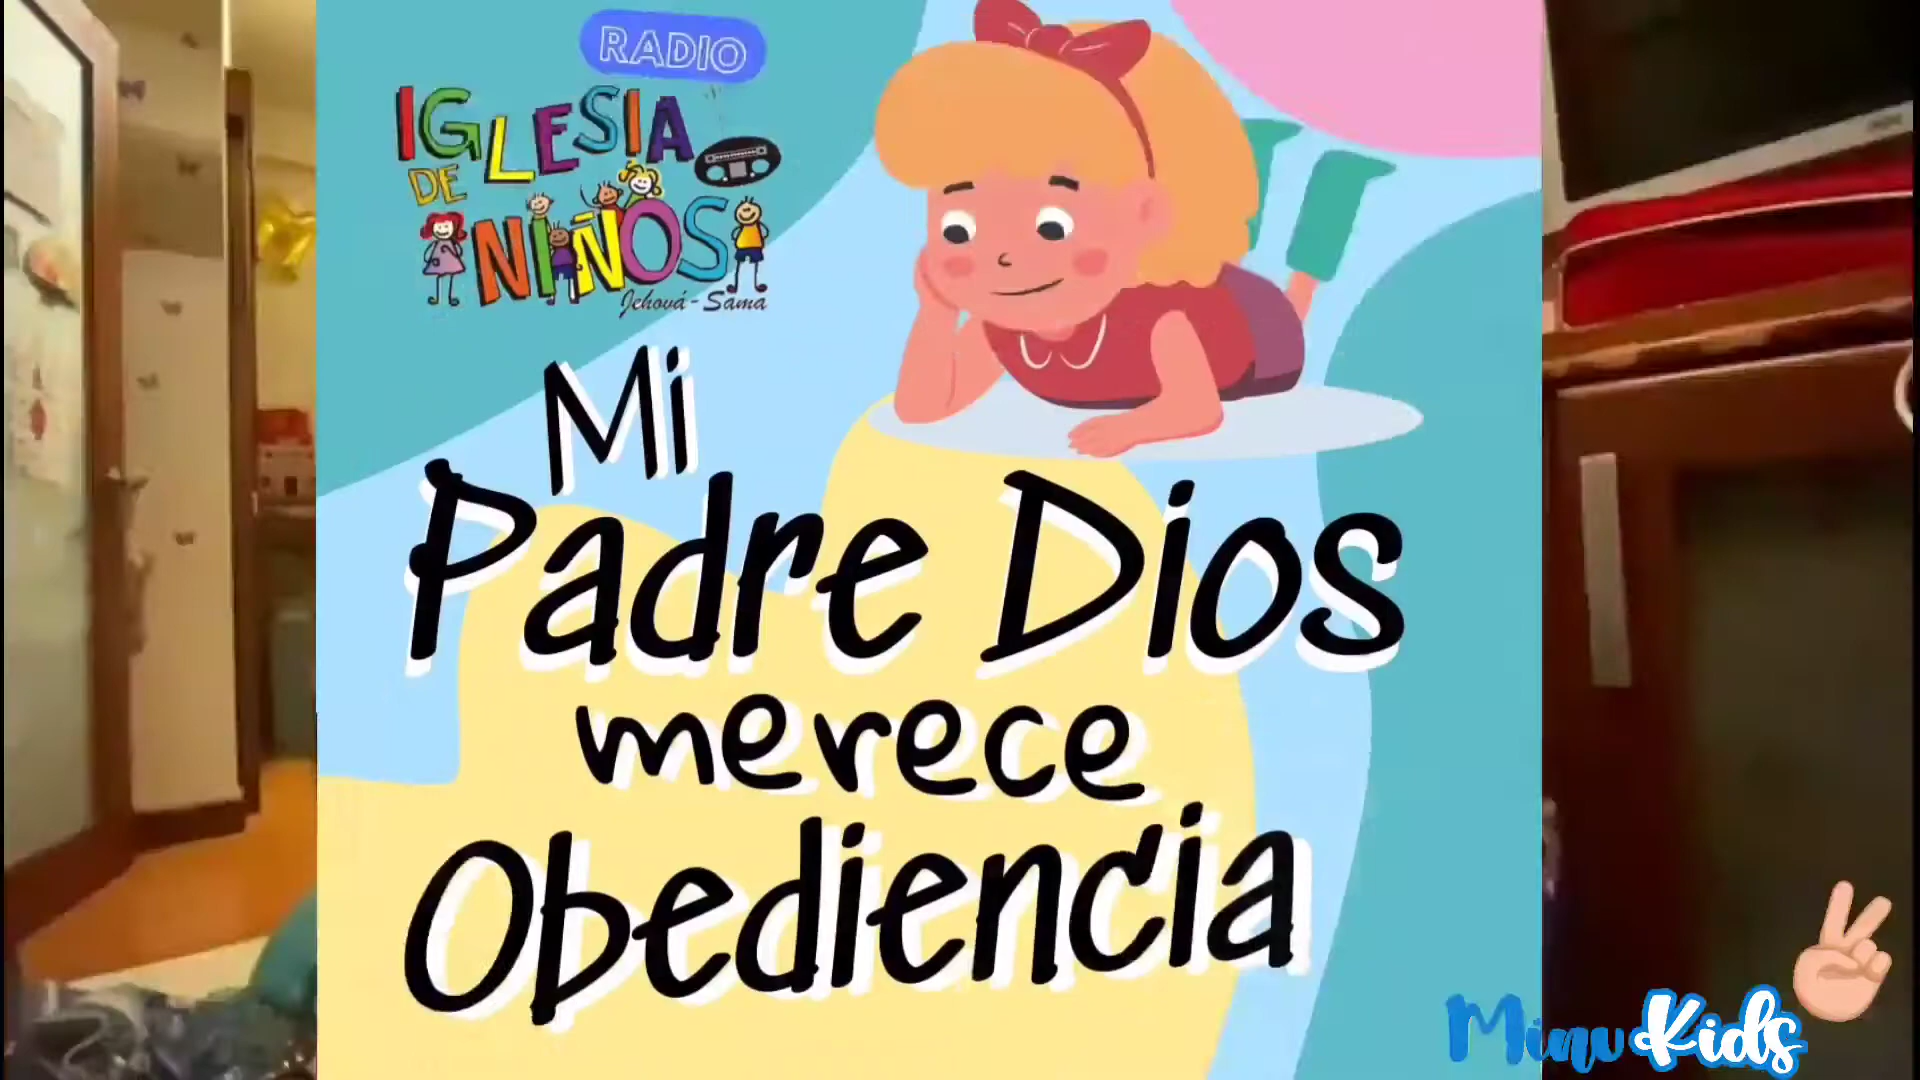 RADIO
IGLESIA
DE
NIÑOS
Jehová-Sama
Mi
Padre Dios
merece
Obediencia
Minu Kids